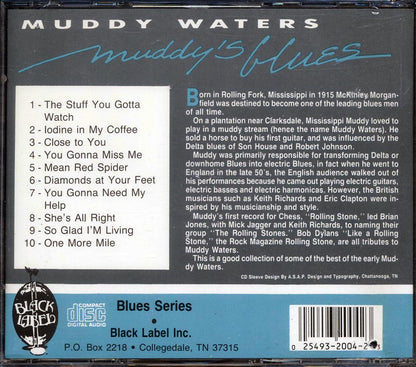 MUDDY WATERS
muddy's blues
1 - The Stuff You Gotta
Watch
2 - Iodine in My Coffee
3 - Close to You
4 - You Gonna Miss Me
5 - Mean Red Spider
6 - Diamonds at Your Feet
7 - You Gonna Need My
Help
8 - She's All Right
9 - So Glad I'M Living
10 - One More Mile
Born in Rolling Fork, Mississippi in 1915 McKinley Morgan-
field was destined to become one of the leading blues men
of all time.
On a plantation near Clarksdale, Mississippi Muddy loved to
play in a muddy stream (hence the name Muddy Waters). He
sold a horse to buy his first guitar, and was influenced by the
Delta blues of Son House and Robert Johnson.
Muddy was primarily responsible for transforming Delta or
downhome Blues into electric Blues, in fact when he went to
England in the late 50's, the English audience walked out of
his performances because he came out playing electric guitars,
electric basses and electric harmonicas. However, the British
musicians such as Keith Richards and Eric Clapton were in-
spired by his musicianship and style.
Muddy's first record for Chess, "Rolling Stone," led Brian
Jones, with Mick Jagger and Keith Richards, to naming their
group "The Rolling Stones." Bob Dylans "Like a Rolling
Stone," the Rock Magazine Rolling Stone, are all tributes to
Muddy Waters.
This is a good collection of some of the best of the early Mud-
dy Waters.
CD Sleeve Design By A.S.A.P. Design and Typography, Chattanooga, TN
BLACK
LABEL
COMPACT
disc
DIGITAL AUDIO
Blues Series
•
Black Label Inc.
P.O. Box 2218 • Collegedale, TN 37315
0 25493-2004-2